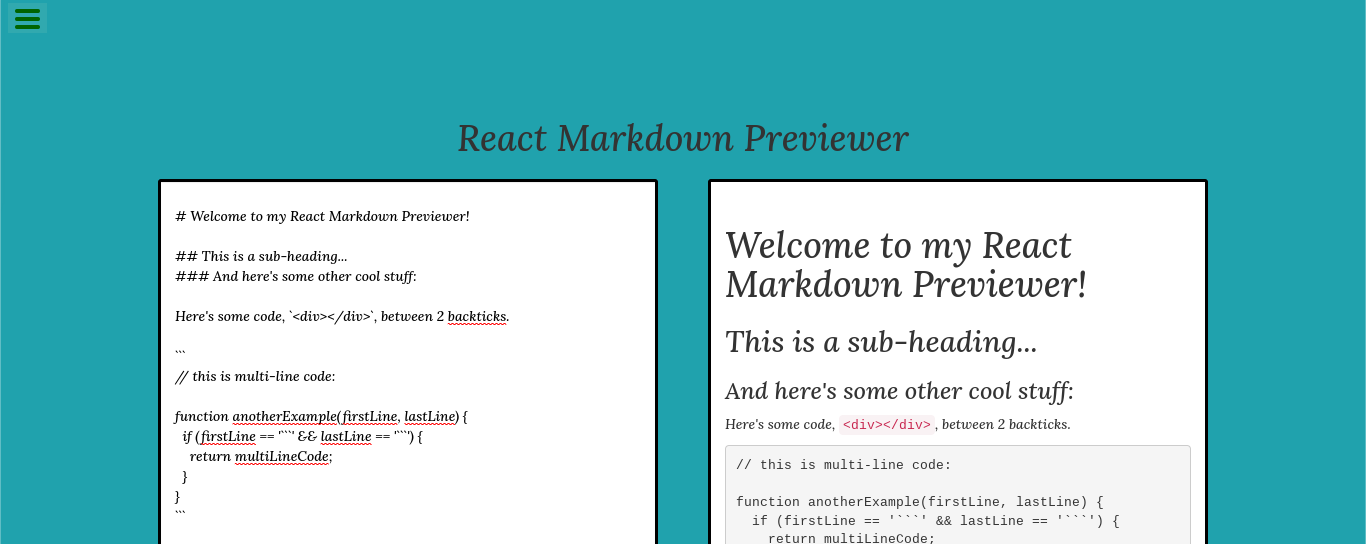 React Markdown Previewer
# Welcome to my React Markdown Previewer!
## This is a sub-heading...
### And here's some other cool stuff:
Here's some code, `<div></div>`, between 2 backticks.
```
// this is multi-line code:
function anotherExample(firstLine, lastLine) {
  if (firstLine == '```' && lastLine == '```') {
    return multiLineCode;
  }
}
```
Welcome to my React
Markdown Previewer!
This is a sub-heading...
And here's some other cool stuff:
Here's some code, <div></div>, between 2 backticks.
// this is multi-line code:
function anotherExample(firstLine, lastLine) {
  if (firstLine == '```' && lastLine == '```') {
    return multiLineCode;